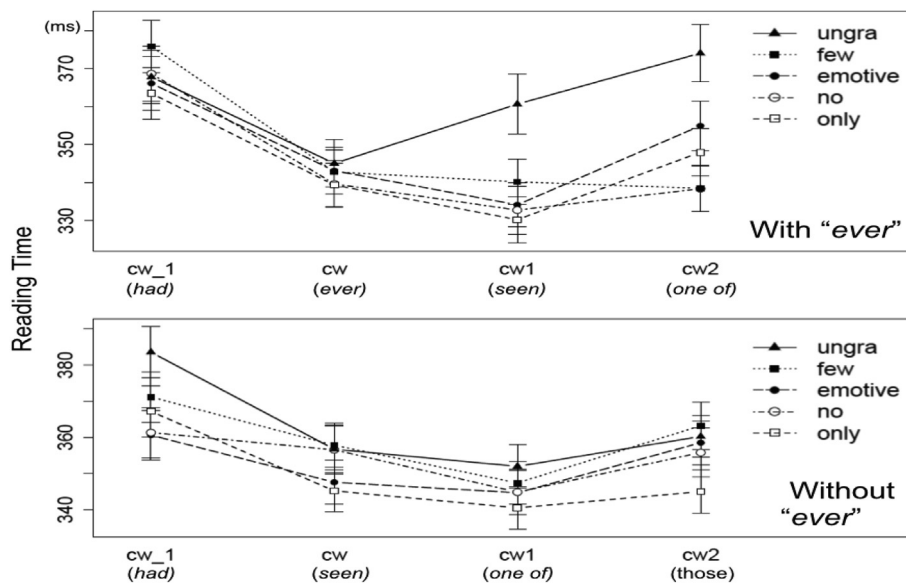 (ms)
370
350
330
ungra
few
emotive
no
only
With “ever”
cw_1
(had)
cw
(ever)
cw1
(seen)
cw2
(one of)
Reading Time
380
360
340
ungra
few
emotive
no
only
Without
“ever”
cw_1
(had)
cw
(seen)
cw1
(one of)
cw2
(those)